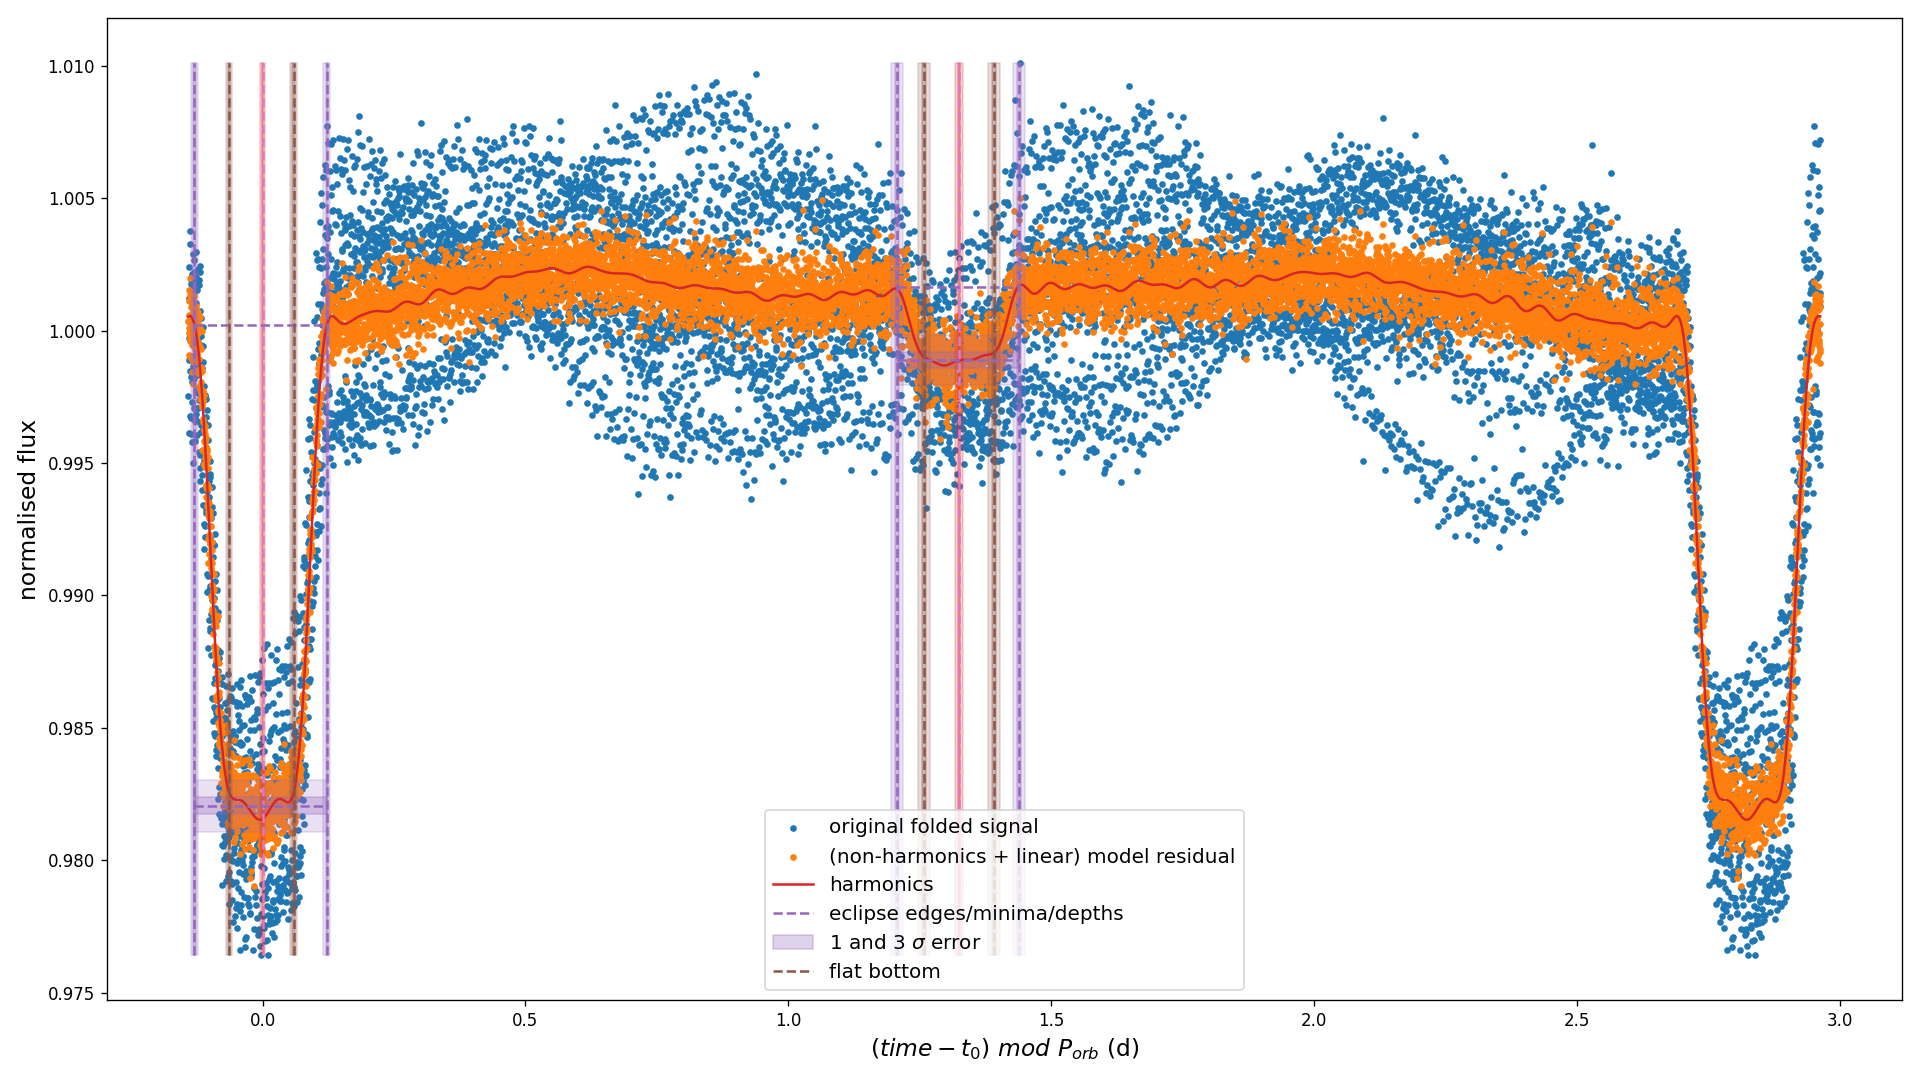 normalised flux
1.010
1.005
1.000
0.995
0.990
0.985
0.980
0.975
original folded signal
(non-harmonics + linear) model residual
harmonics
eclipse edges/minima/depths
1 and 3 σ error
flat bottom
0.0 0.5 1.0 1.5 2.0 2.5 3.0
(time − t₀) mod Pₒᵣb (d)